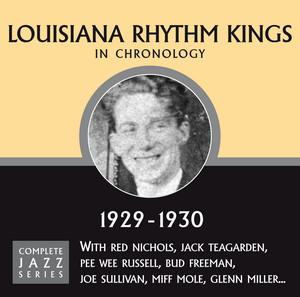 LOUISIANA RHYTHM KINGS
IN CHRONOLOGY
1929-1930
COMPLETE
JAZZ
SERIES
WITH RED NICHOLS, JACK TEAGARDEN,
PEE WEE RUSSELL, BUD FREEMAN,
JOE SULLIVAN, MIFF MOLE, GLENN MILLER...